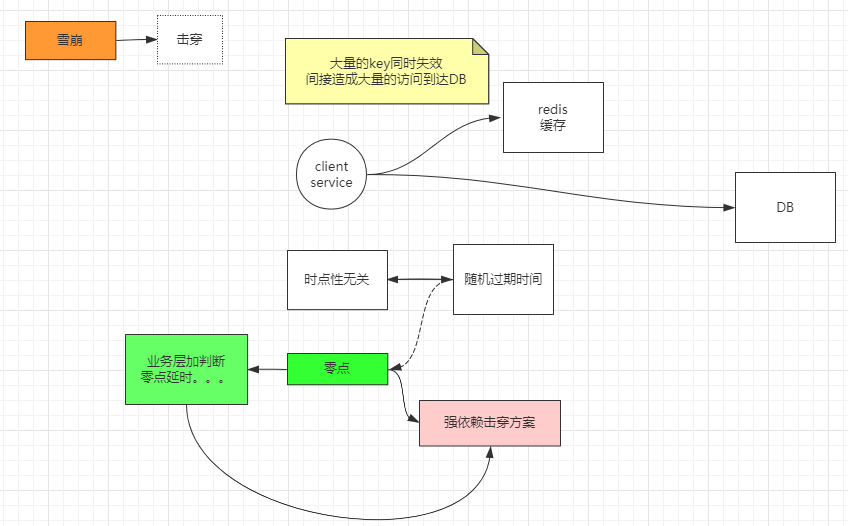 雪崩
击穿
大量的key同时失效
间接造成大量的访问到达DB
redis
缓存
client
service
DB
时点性无关
随机过期时间
业务层加判断
零点延时。。。
零点
强依赖击穿方案